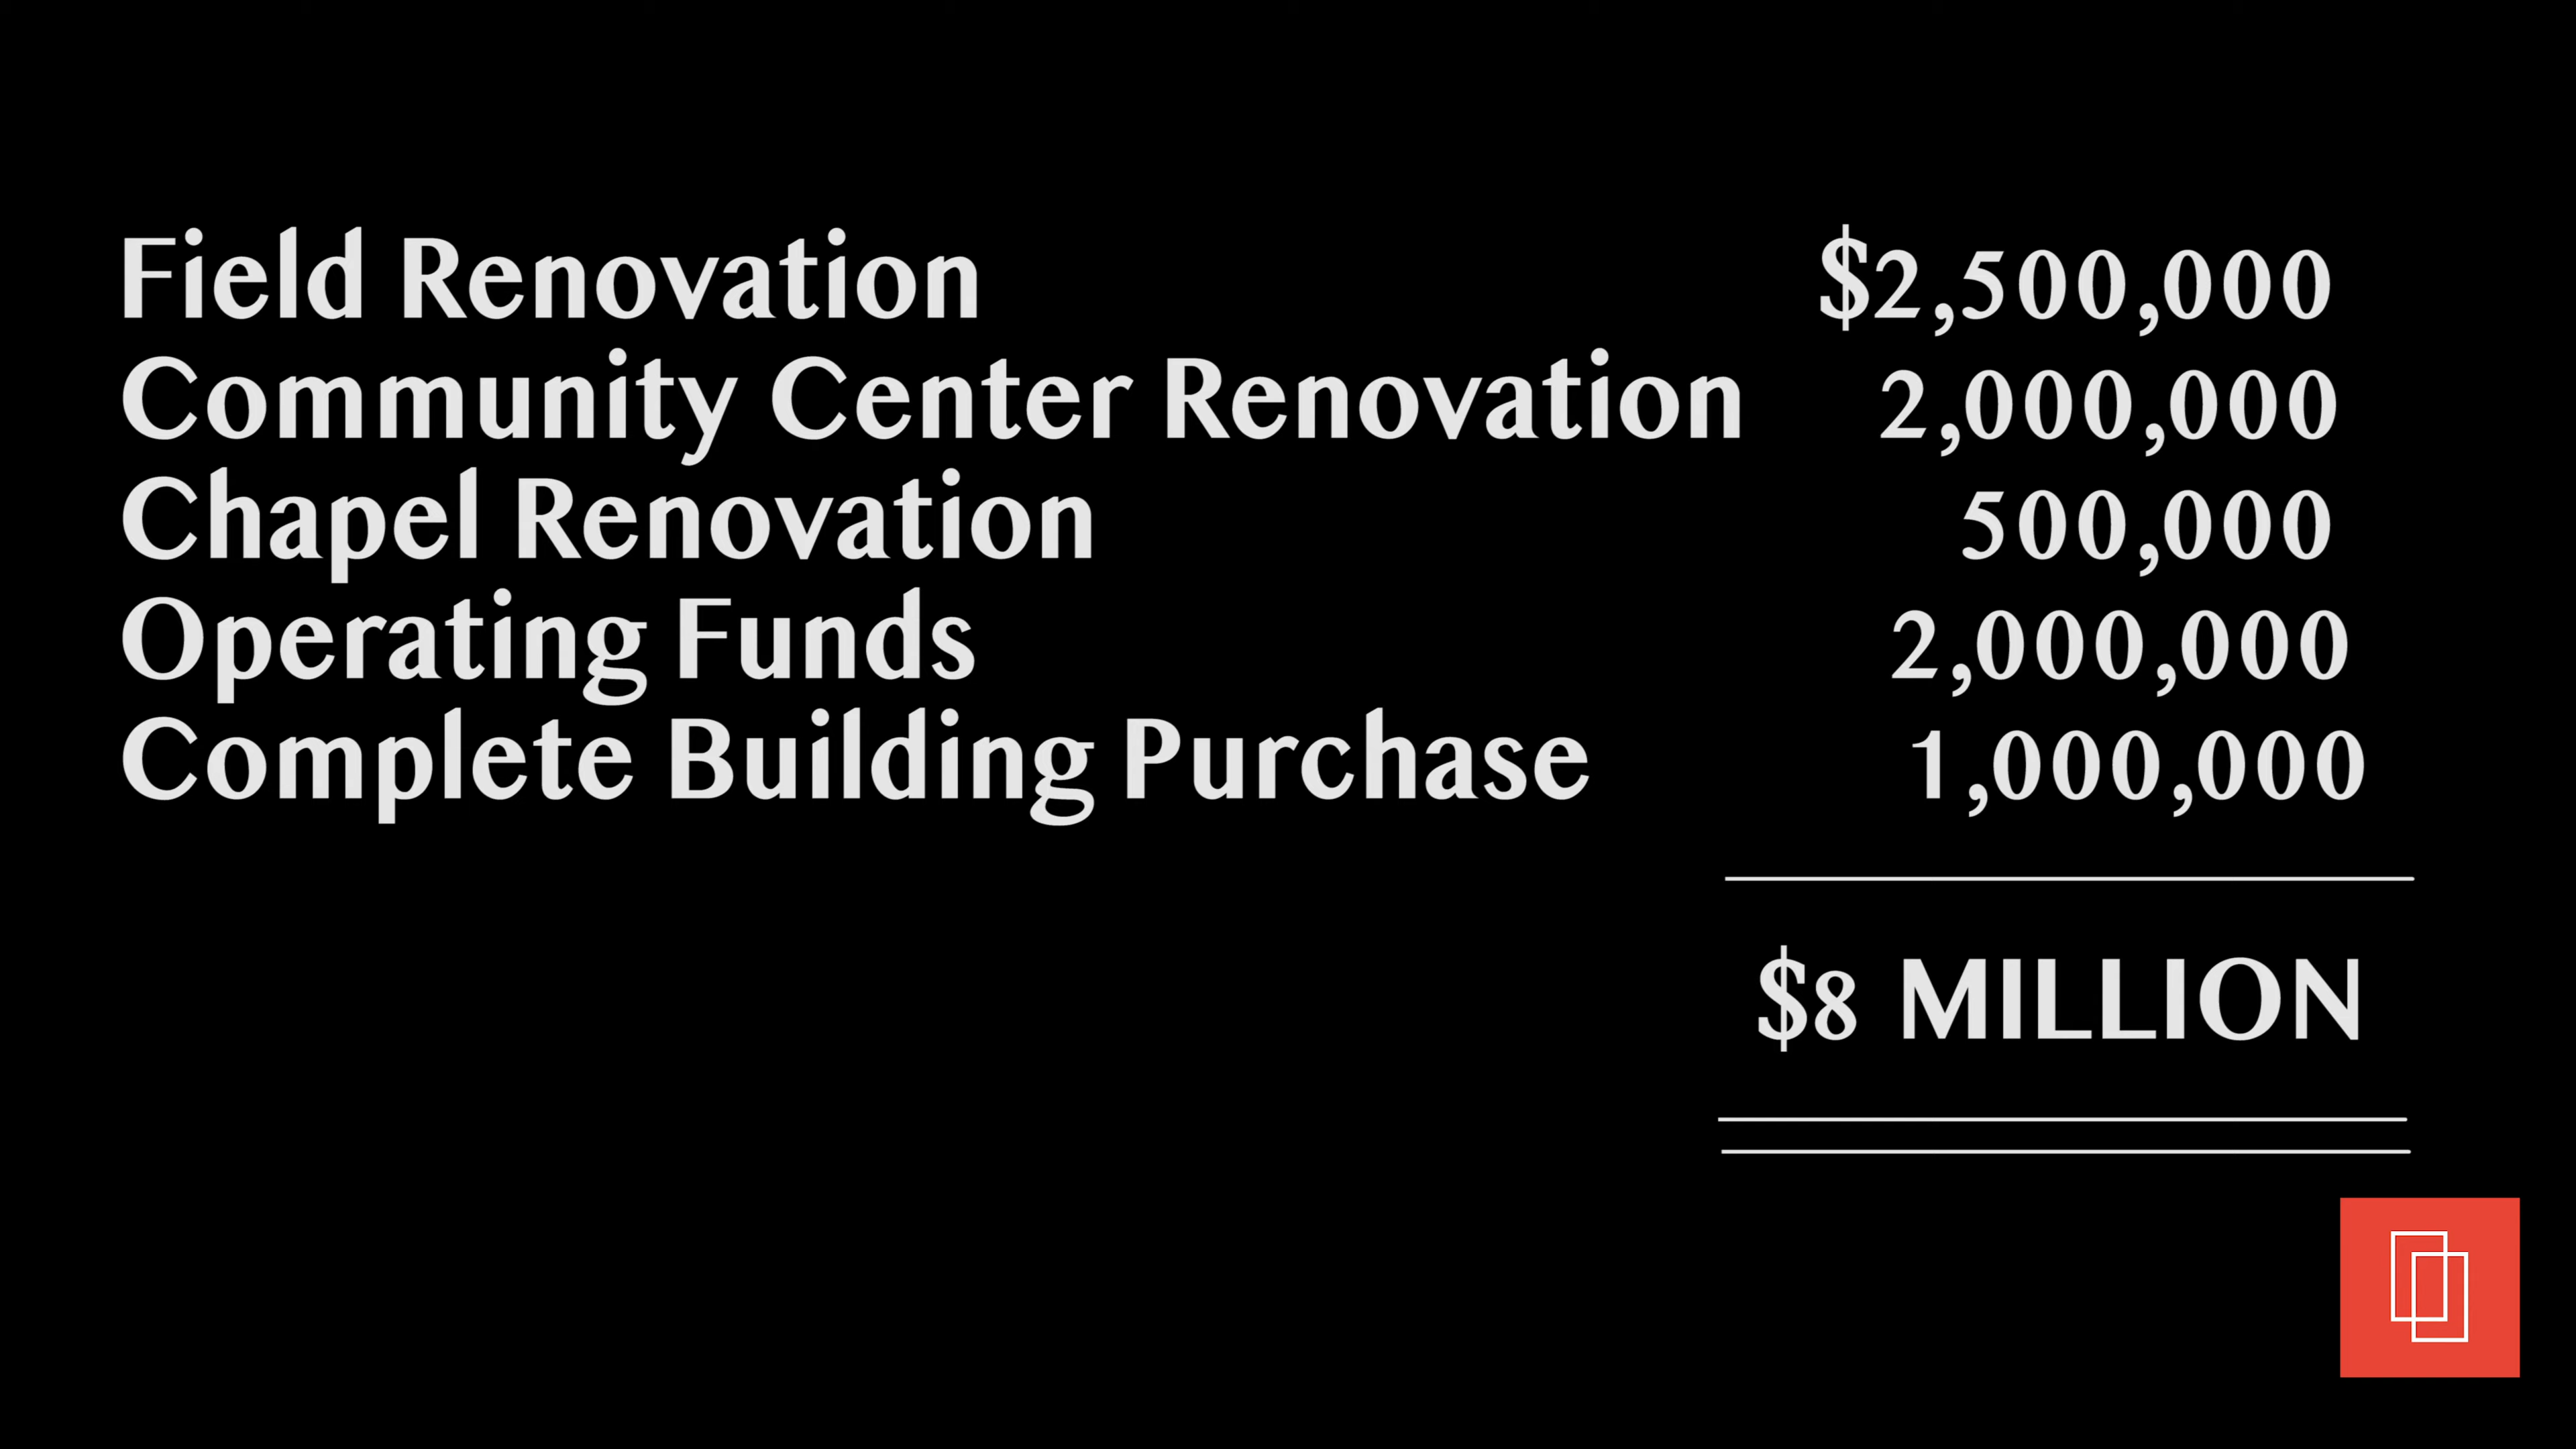 Field Renovation $2,500,000
Community Center Renovation 2,000,000
Chapel Renovation 500,000
Operating Funds 2,000,000
Complete Building Purchase 1,000,000
$8 MILLION